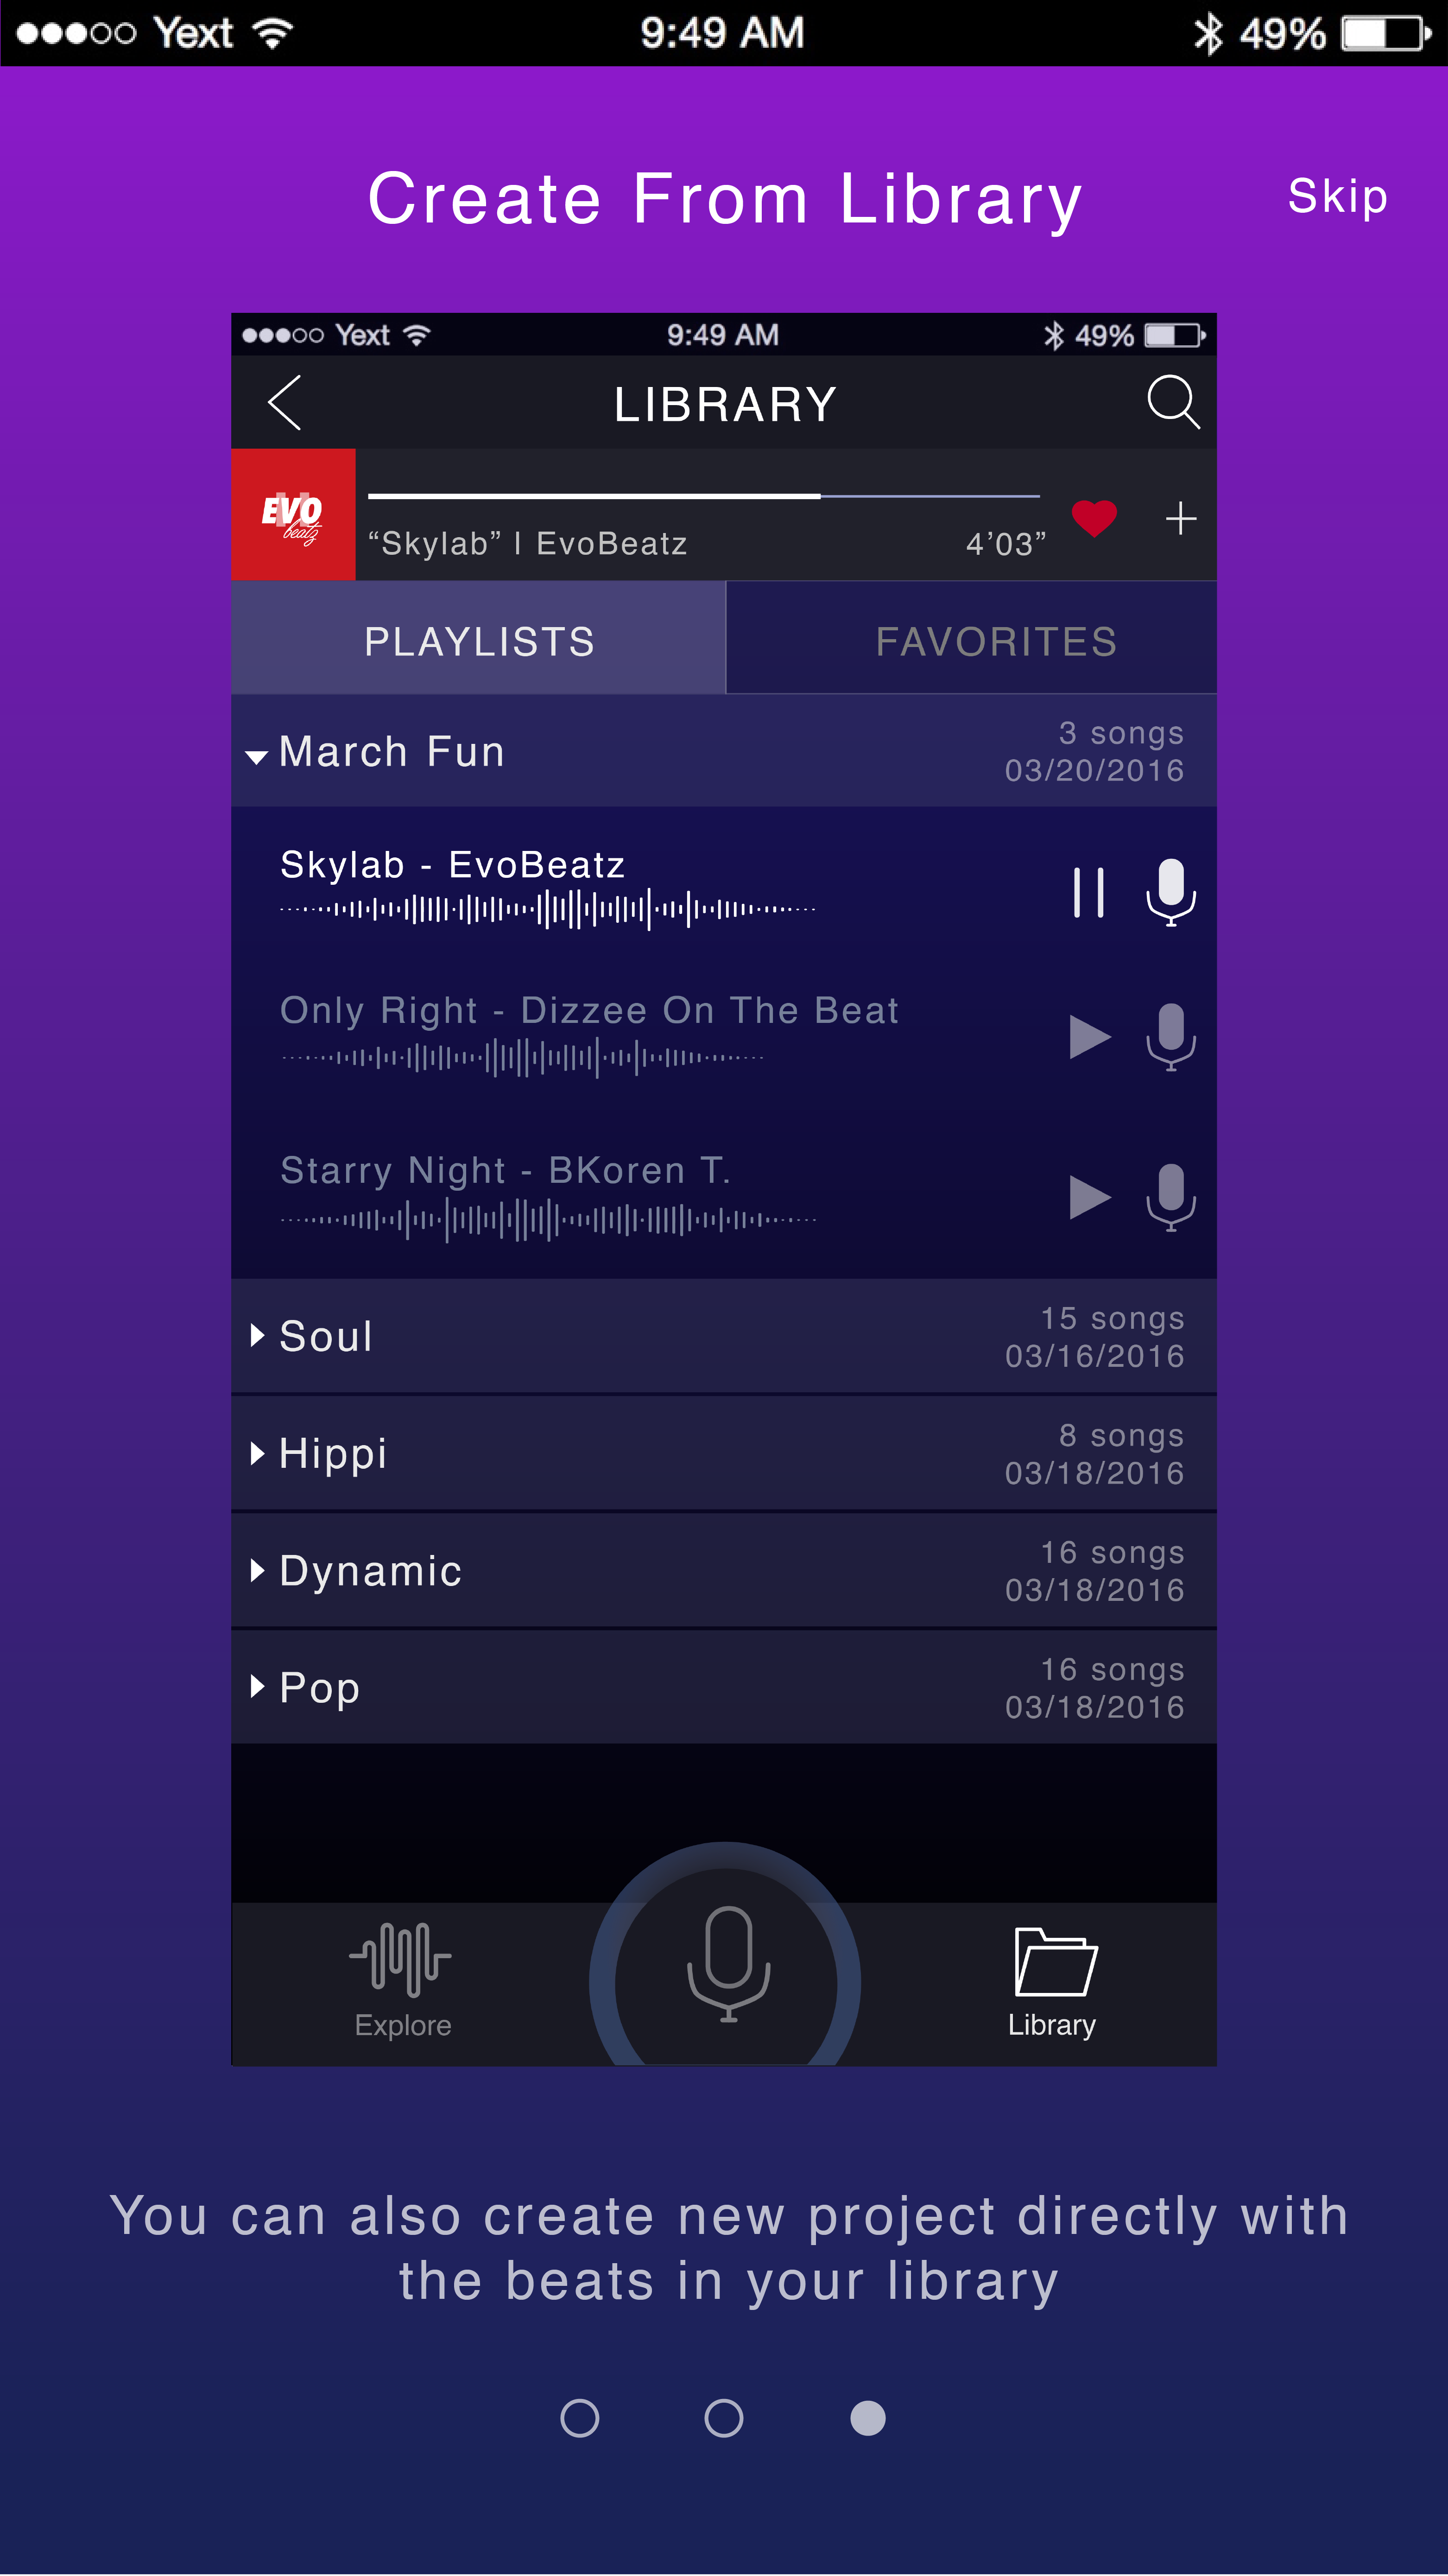 Yext 9:49 AM 49%
Create From Library
Skip
Yext 9:49 AM 49%
LIBRARY
EVO
beatz
“Skylab” | EvoBeatz 4’03”
PLAYLISTS FAVORITES
March Fun
3 songs
03/20/2016
Skylab - EvoBeatz
Only Right - Dizzee On The Beat
Starry Night - BKoren T.
Soul
15 songs
03/16/2016
Hippi
8 songs
03/18/2016
Dynamic
16 songs
03/18/2016
Pop
16 songs
03/18/2016
Explore
Library
You can also create new project directly with
the beats in your library